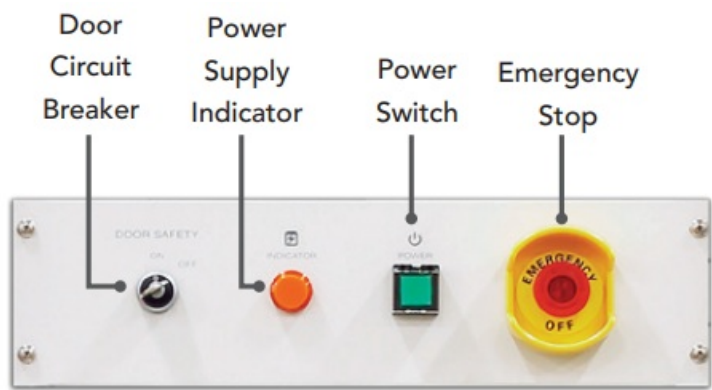 Door
Circuit
Breaker
Power
Supply
Indicator
Power
Switch
Emergency
Stop
DOOR SAFETY
ON
OFF
INDICATOR
POWER
EMERGENCY
OFF